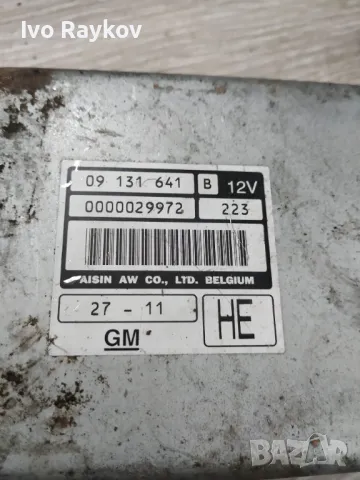 Ivo Raykov
09 131 641 B 12V
0000029972 223
AISIN AW CO., LTD. BELGIUM
27 - 11
GM
HE
BAZAR